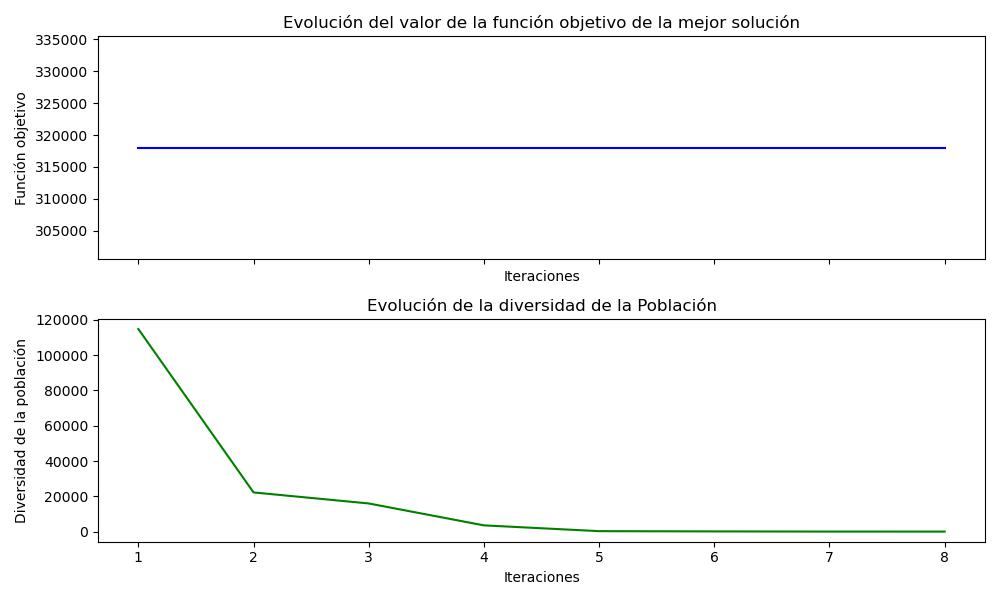 Evolución del valor de la función objetivo de la mejor solución
335000
330000
325000
320000
315000
310000
305000
Función objetivo
Iteraciones
Evolución de la diversidad de la Población
120000
100000
80000
60000
40000
20000
0
Diversidad de la población
1 2 3 4 5 6 7 8
Iteraciones